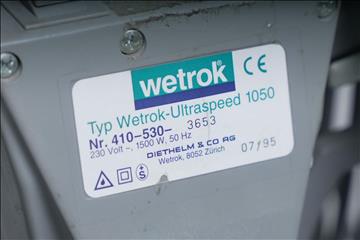 wetrok®
CE
Typ Wetrok-Ultraspeed 1050
Nr. 410-530- 3653
230 Volt ~, 1500 W, 50 Hz
DIETHELM & CO AG
Wetrok, 8052 Zürich
07/95
S